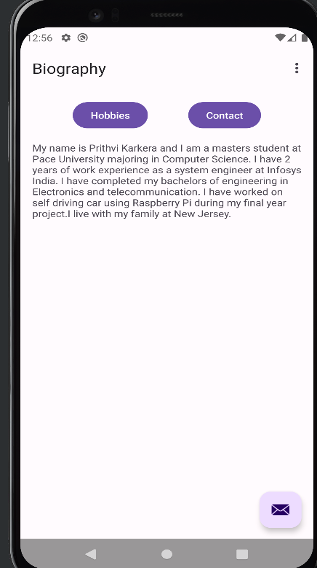 12:56
Biography
Hobbies
Contact
My name is Prithvi Karkera and I am a masters student at
Pace University majoring in Computer Science. I have 2
years of work experience as a system engineer at Infosys
India. I have completed my bachelors of engineering in
Electronics and telecommunication. I have worked on
self driving car using Raspberry Pi during my final year
project.I live with my family at New Jersey.